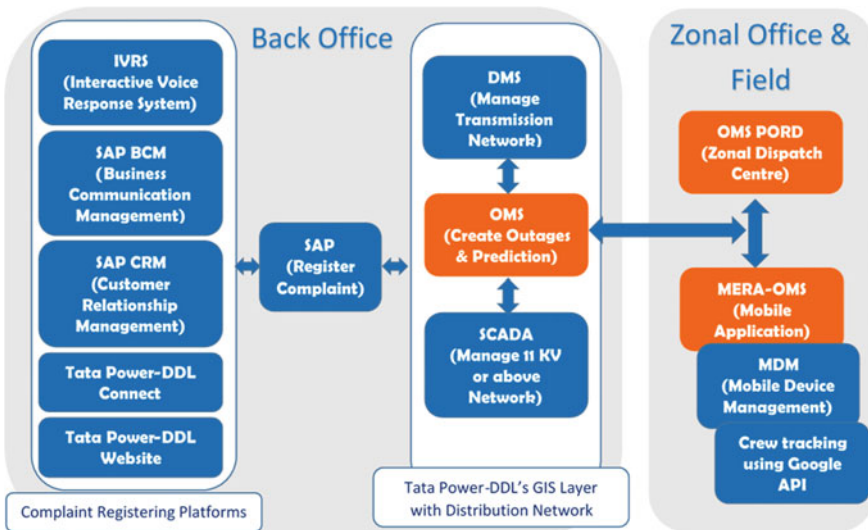 Back Office
IVRS
(Interactive Voice
Response System)
SAP BCM
(Business
Communication
Management)
SAP CRM
(Customer
Relationship
Management)
Tata Power-DDL
Connect
Tata Power-DDL
Website
Complaint Registering Platforms
SAP
(Register
Complaint)
DMS
(Manage
Transmission
Network)
OMS
(Create Outages
& Prediction)
SCADA
(Manage 11 KV
or above
Network)
Tata Power-DDL's GIS Layer
with Distribution Network
Zonal Office &
Field
OMS PORD
(Zonal Dispatch
Centre)
MERA-OMS
(Mobile
Application)
MDM
(Mobile Device
Management)
Crew tracking
using Google
API